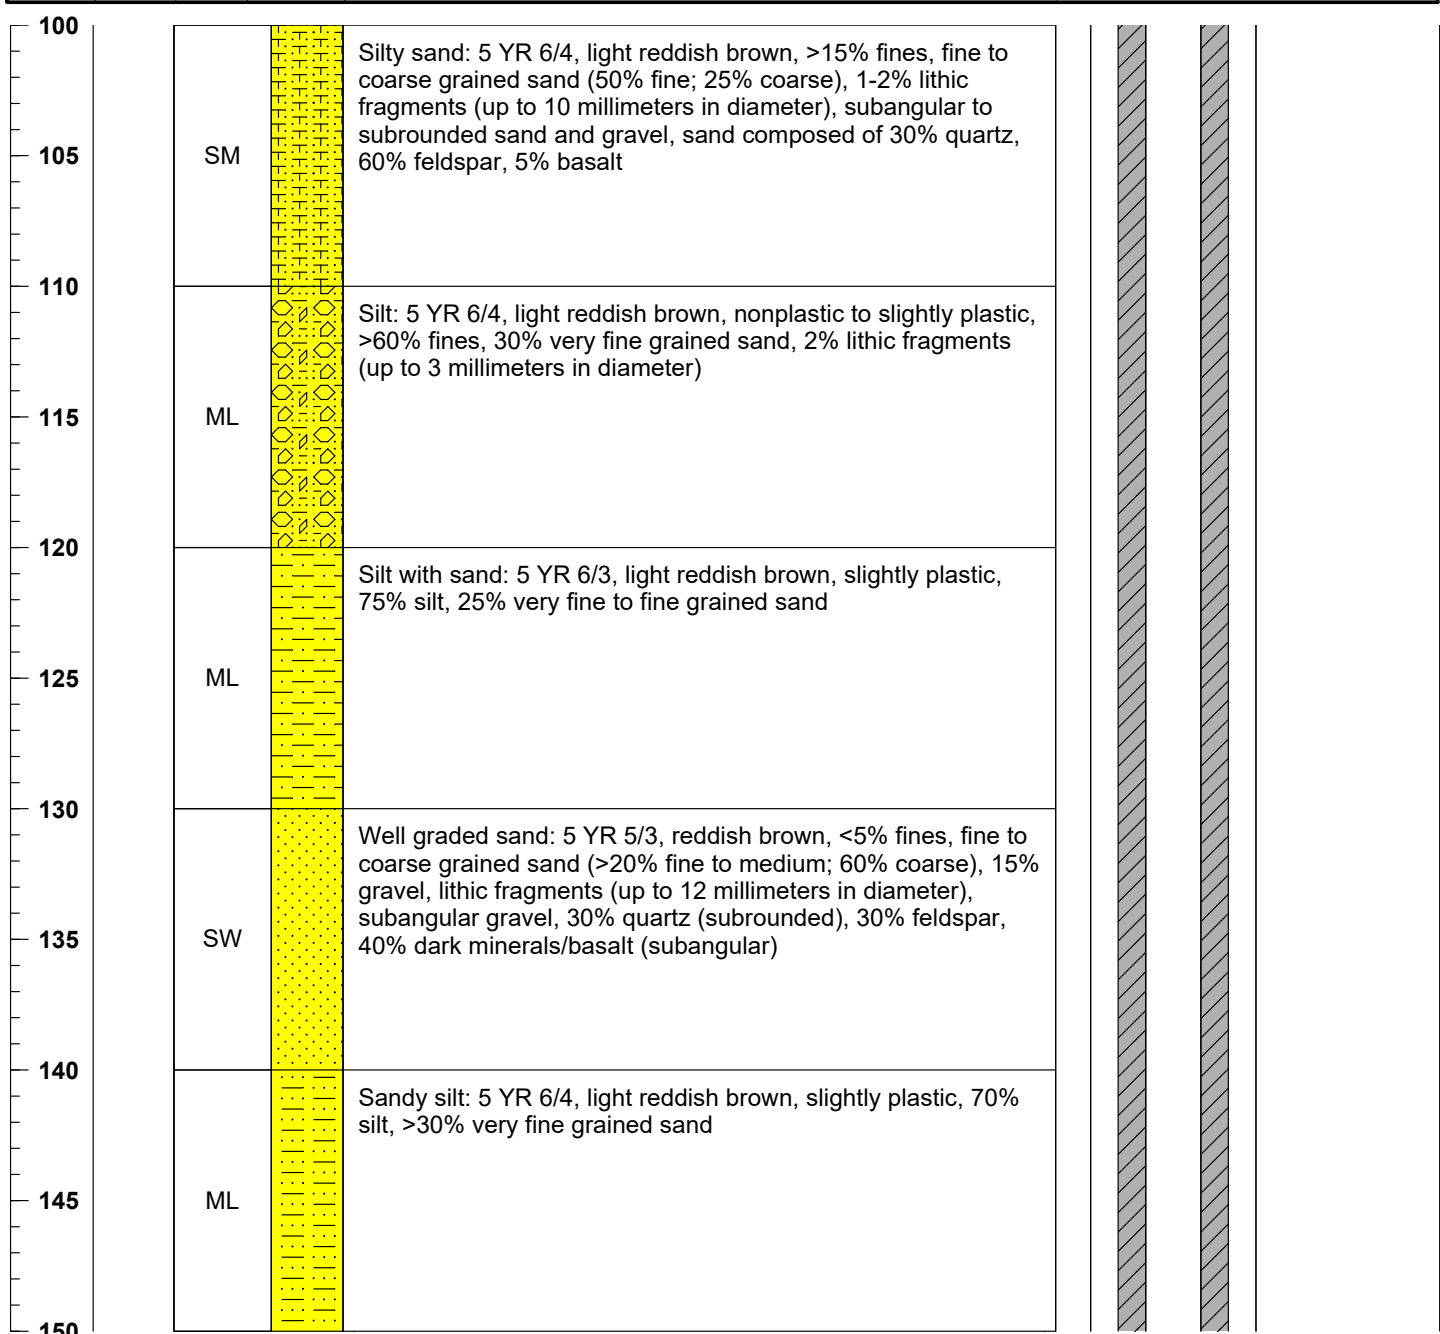 100
SM
Silty sand: 5 YR 6/4, light reddish brown, >15% fines, fine to
coarse grained sand (50% fine; 25% coarse), 1-2% lithic
fragments (up to 10 millimeters in diameter), subangular to
subrounded sand and gravel, sand composed of 30% quartz,
60% feldspar, 5% basalt
105
110
ML
Silt: 5 YR 6/4, light reddish brown, nonplastic to slightly plastic,
>60% fines, 30% very fine grained sand, 2% lithic fragments
(up to 3 millimeters in diameter)
115
120
ML
Silt with sand: 5 YR 6/3, light reddish brown, slightly plastic,
75% silt, 25% very fine to fine grained sand
125
130
SW
Well graded sand: 5 YR 5/3, reddish brown, <5% fines, fine to
coarse grained sand (>20% fine to medium; 60% coarse), 15%
gravel, lithic fragments (up to 12 millimeters in diameter),
subangular gravel, 30% quartz (subrounded), 30% feldspar,
40% dark minerals/basalt (subangular)
135
140
ML
Sandy silt: 5 YR 6/4, light reddish brown, slightly plastic, 70%
silt, >30% very fine grained sand
145
150